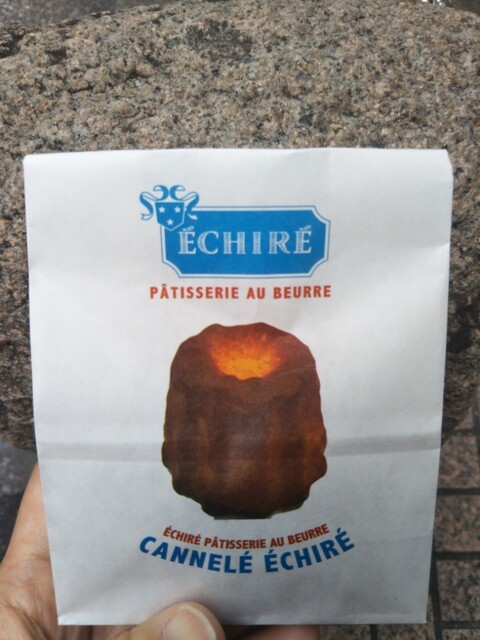 ÉCHIRÉ
PÂTISSERIE AU BEURRE
ÉCHIRÉ PÂTISSERIE AU BEURRE
CANNELÉ ÉCHIRÉ